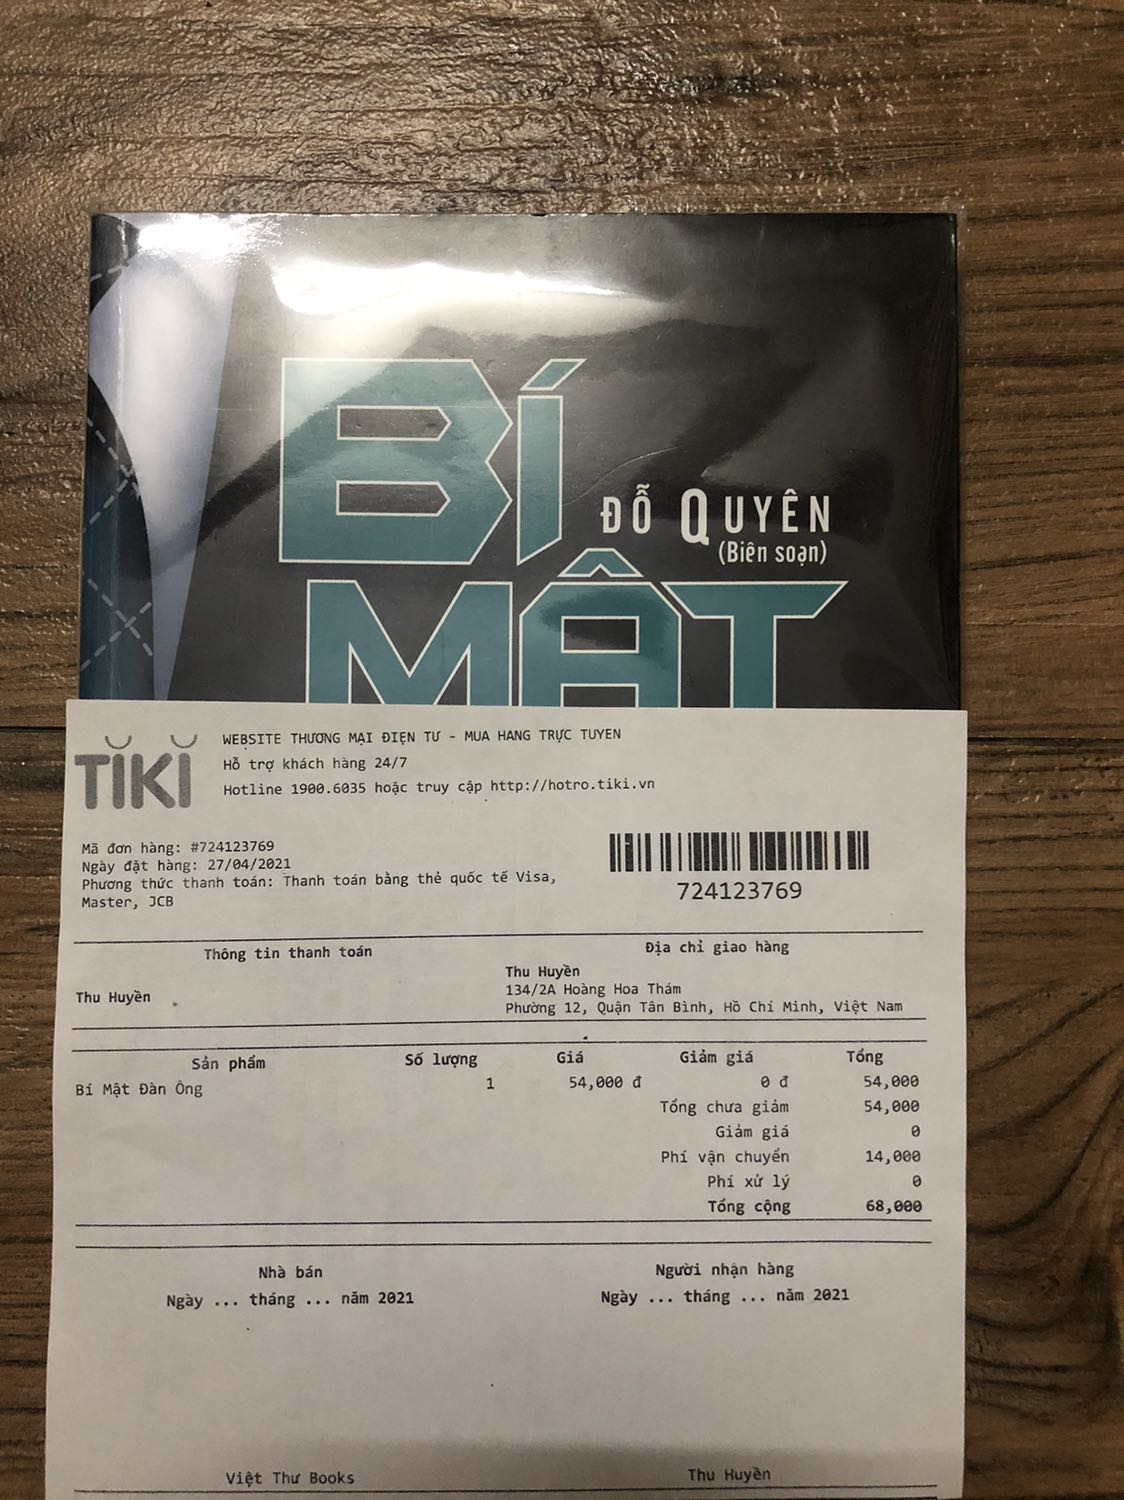 BÍ
ĐỖ QUYÊN
(Biên soạn)
MẬT
TIKI
WEBSITE THƯƠNG MẠI ĐIỆN TƯ - MUA HANG TRỰC TUYEN
Hỗ trợ khách hàng 24/7
Hotline 1900.6035 hoặc truy cập http://hotro.tiki.vn
Mã đơn hàng: #724123769
Ngày đặt hàng: 27/04/2021
Phương thức thanh toán: Thanh toán bằng thẻ quốc tế Visa,
Master, JCB
724123769
Thông tin thanh toán Địa chỉ giao hàng
Thu Huyền
Thu Huyền
134/2A Hoàng Hoa Thám
Phường 12, Quận Tân Bình, Hồ Chí Minh, Việt Nam
Sản phẩm Số lượng Giá Giảm giá Tổng
Bí Mật Đàn Ông 1 54,000 đ 0 đ 54,000
Tổng chưa giảm 54,000
Giảm giá 0
Phí vận chuyển 14,000
Phí xử lý 0
Tổng cộng 68,000
Nhà bán Người nhận hàng
Ngày ... tháng ... năm 2021 Ngày ... tháng ... năm 2021
Việt Thư Books Thu Huyền